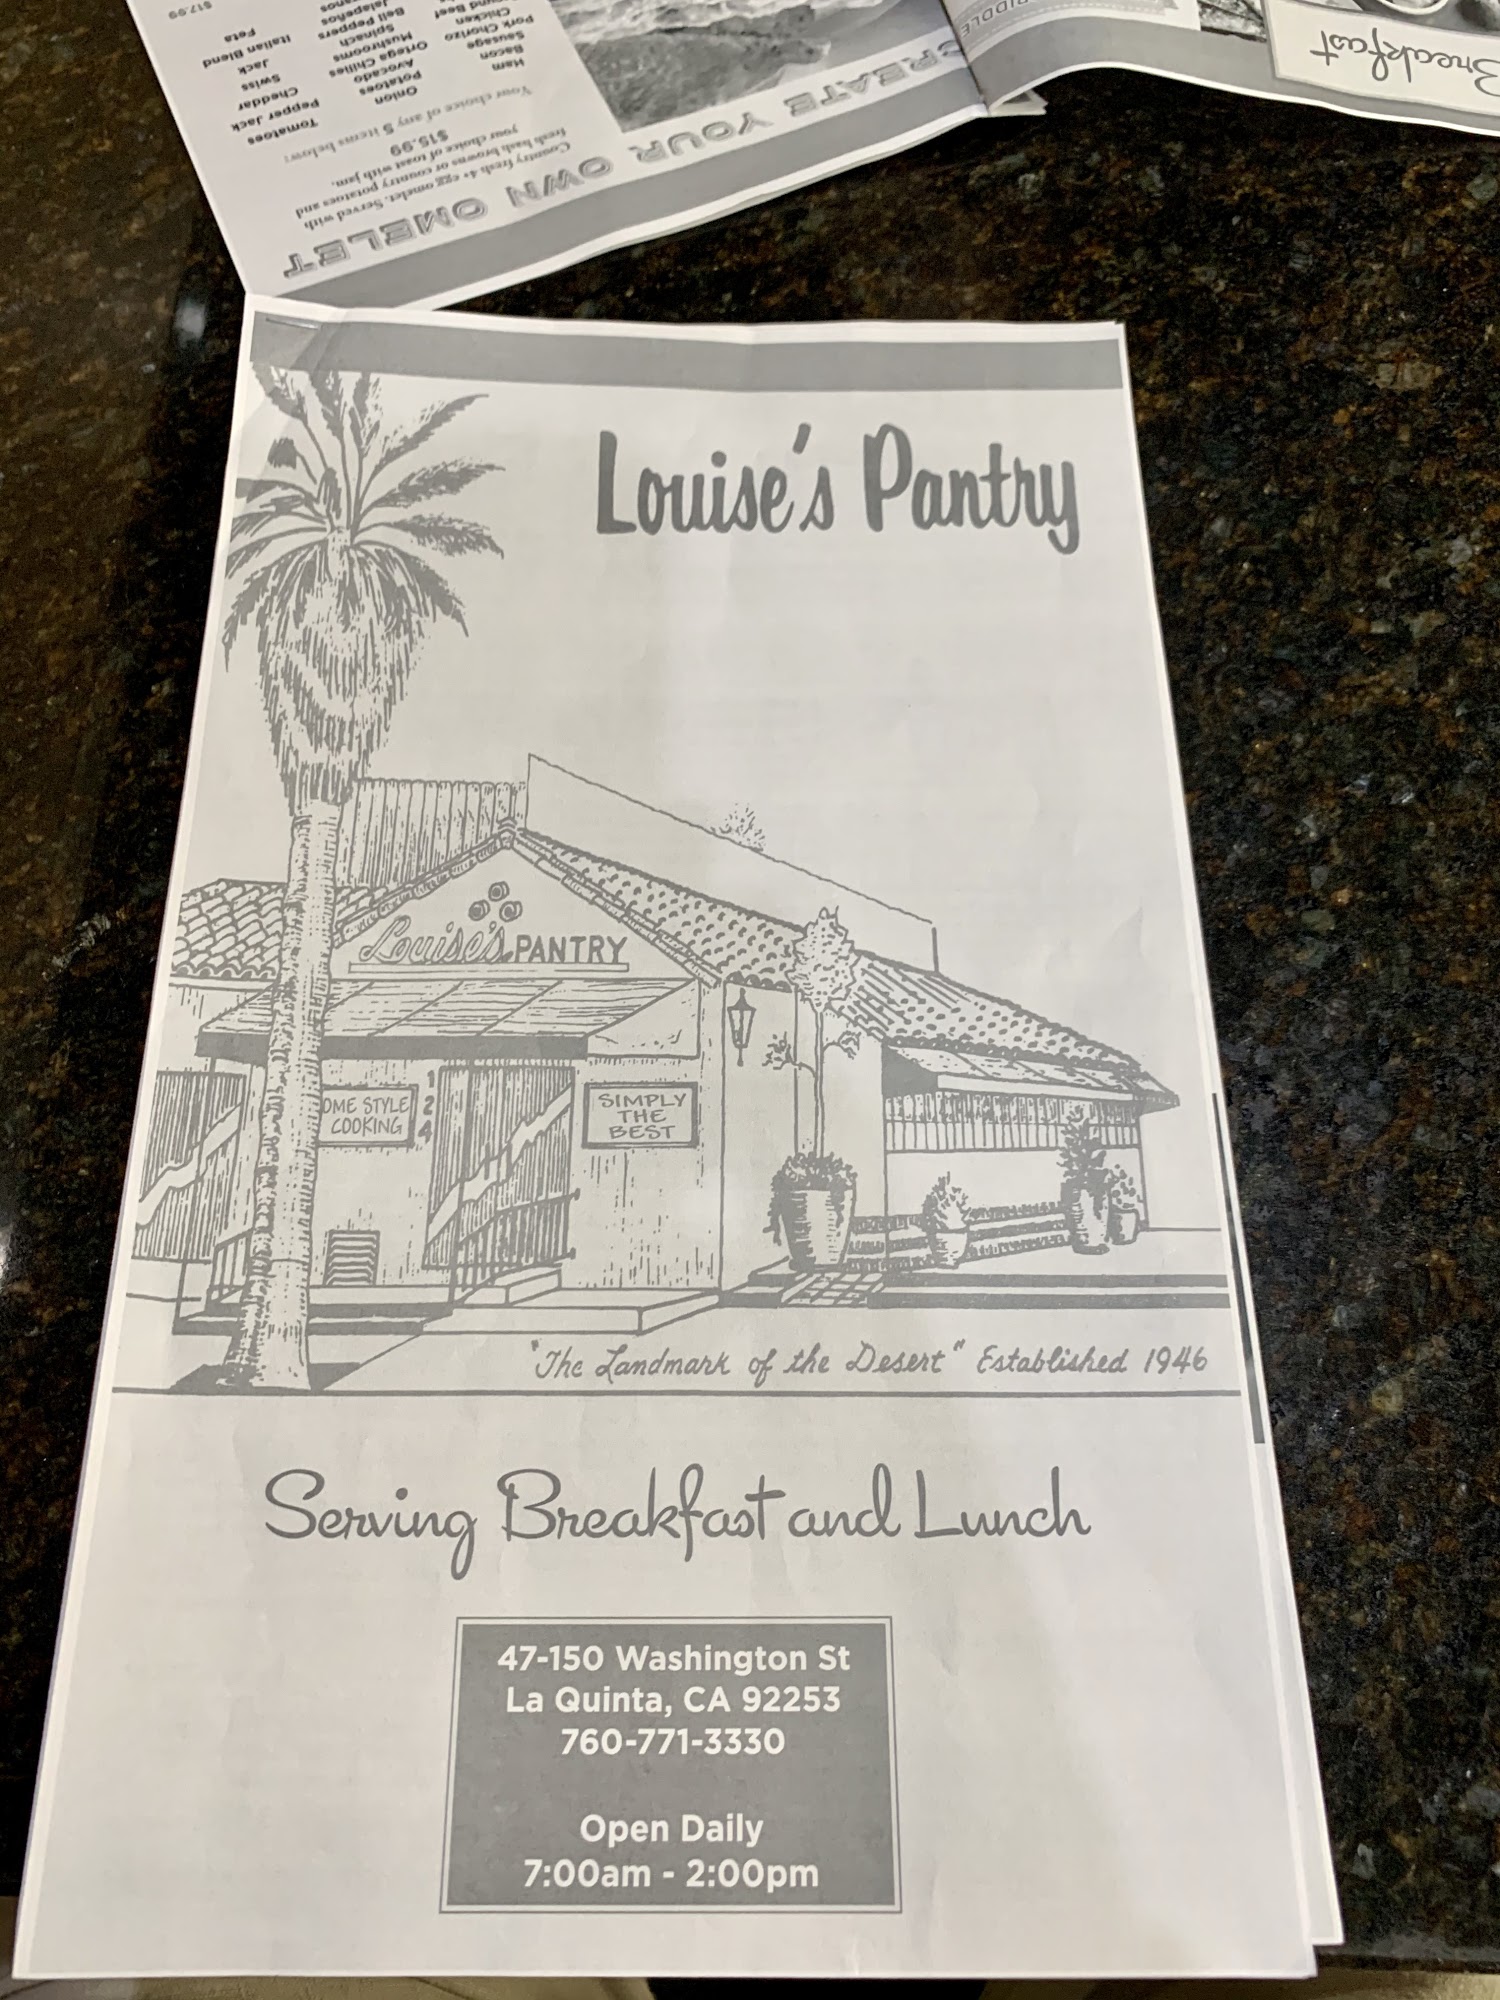 Breakfast
RIDDLE
CREATE YOUR OWN OMELET
Country fresh 4+ egg omelet. Served with
fresh hash browns or country potatoes and
your choice of toast with jam.
$15.99
Your choice of any 5 items below:
Ham
Bacon
Sausage
Pork Chorizo
Chicken
Ground Beef
Onion
Potatoes
Avocado
Ortega Chilies
Mushrooms
Spinach
Bell Peppers
Jalapeños
Tomatoes
Pepper Jack
Cheddar
Swiss
Jack
Italian Blend
Feta
$17.99
Louise's Pantry
Louise's PANTRY
OME STYLE
COOKING
124
SIMPLY
THE
BEST
"The Landmark of the Desert" Established 1946
Serving Breakfast and Lunch
47-150 Washington St
La Quinta, CA 92253
760-771-3330
Open Daily
7:00am - 2:00pm